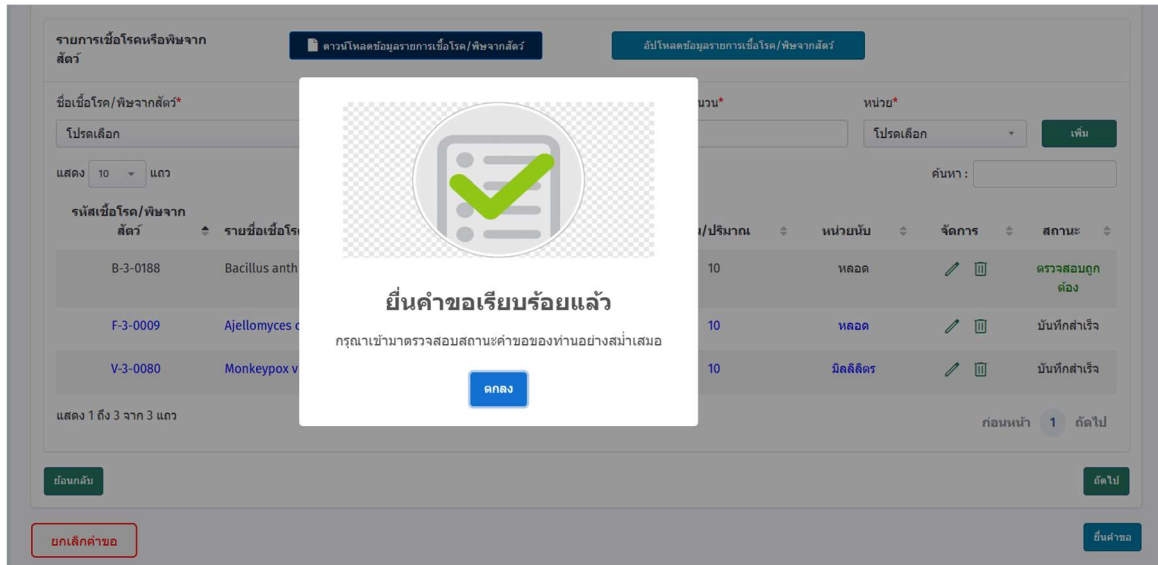 รายการเชื้อโรคหรือพิษจาก
สัตว์
ดาวน์โหลดข้อมูลรายการเชื้อโรค/พิษจากสัตว์
อัปโหลดข้อมูลรายการเชื้อโรค/พิษจากสัตว์
ชื่อเชื้อโรค/พิษจากสัตว์*
นวน*
หน่วย*
โปรดเลือก
โปรดเลือก
เพิ่ม
แสดง 10 แถว
ค้นหา :
รหัสเชื้อโรค/พิษจาก
สัตว์
รายชื่อเชื้อโร
/ปริมาณ
หน่วยนับ
จัดการ
สถานะ
B-3-0188 Bacillus anth 10 หลอด ตรวจสอบถูก
ต้อง
F-3-0009 Ajellomyces 10 หลอด บันทึกสำเร็จ
V-3-0080 Monkeypox v 10 มิลลิลิตร บันทึกสำเร็จ
ยื่นคำขอเรียบร้อยแล้ว
กรุณาเข้ามาตรวจสอบสถานะคำขอของท่านอย่างสม่ำเสมอ
ตกลง
แสดง 1 ถึง 3 จาก 3 แถว
ก่อนหน้า 1 ถัดไป
ย้อนกลับ
ถัดไป
ยกเลิกคำขอ
ยื่นคำขอ